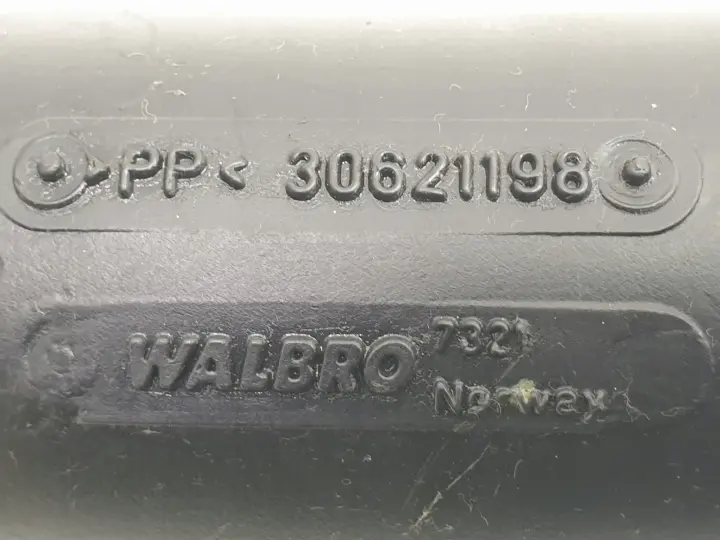 >PP< 30621198
WALBRO 7321
Norway